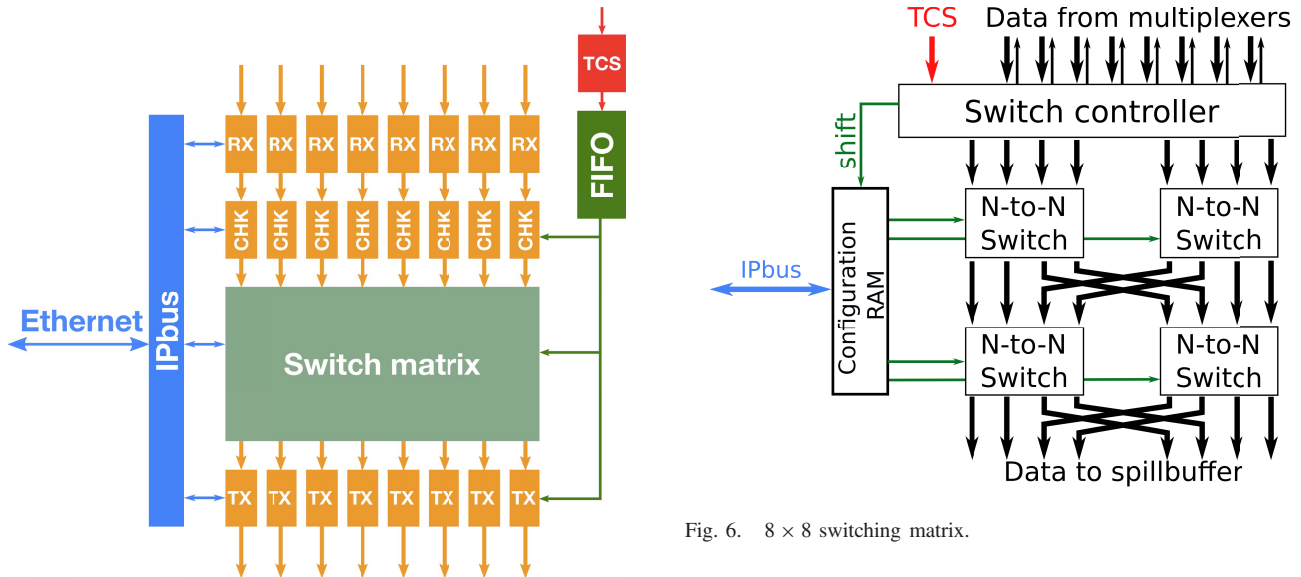 TCS
FIFO
RX RX RX RX RX RX RX RX
CHK CHK CHK CHK CHK CHK CHK CHK
Ethernet
IPbus
Switch matrix
TX TX TX TX TX TX TX TX
TCS
Data from multiplexers
Switch controller
shift
N-to-N
Switch
N-to-N
Switch
IPbus
Configuration
RAM
N-to-N
Switch
N-to-N
Switch
Data to spillbuffer
Fig. 6. 8 × 8 switching matrix.